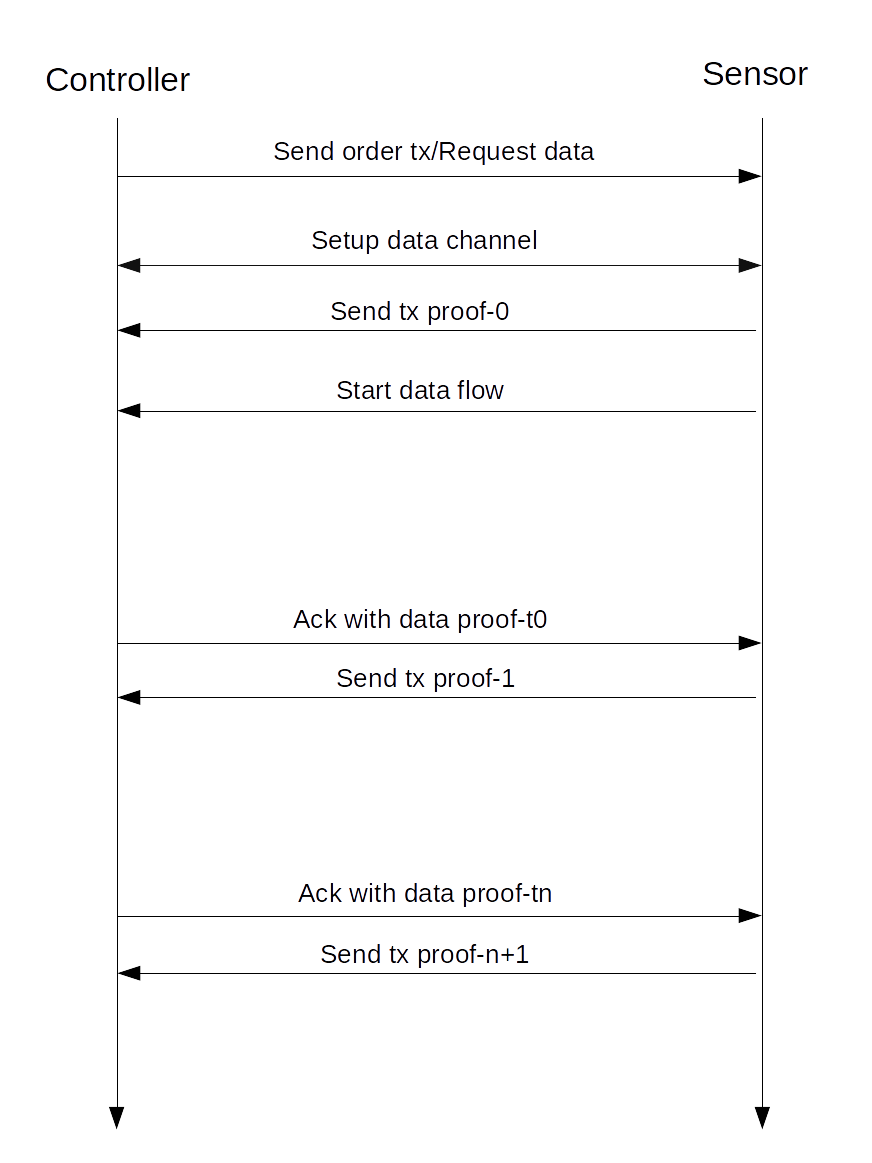 Controller
Sensor
Send order tx/Request data
Setup data channel
Send tx proof-0
Start data flow
Ack with data proof-t0
Send tx proof-1
Ack with data proof-tn
Send tx proof-n+1